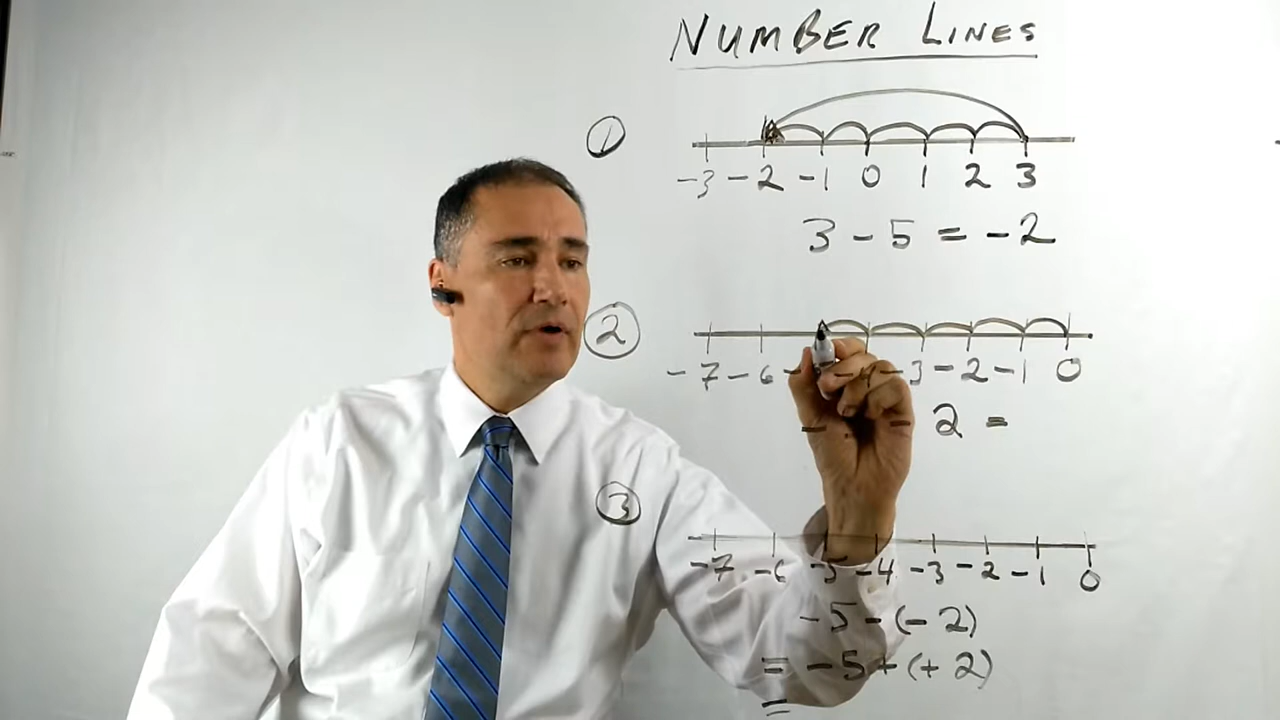 NUMBER LINES
1
-3 -2 -1 0 1 2 3
3 - 5 = -2
2
-7 -6 - -4 -3 -2 -1 0
- - 2 =
3
-7 -6 -5 -4 -3 -2 -1 0
-5 - (-2)
= -5 + (+2)
=